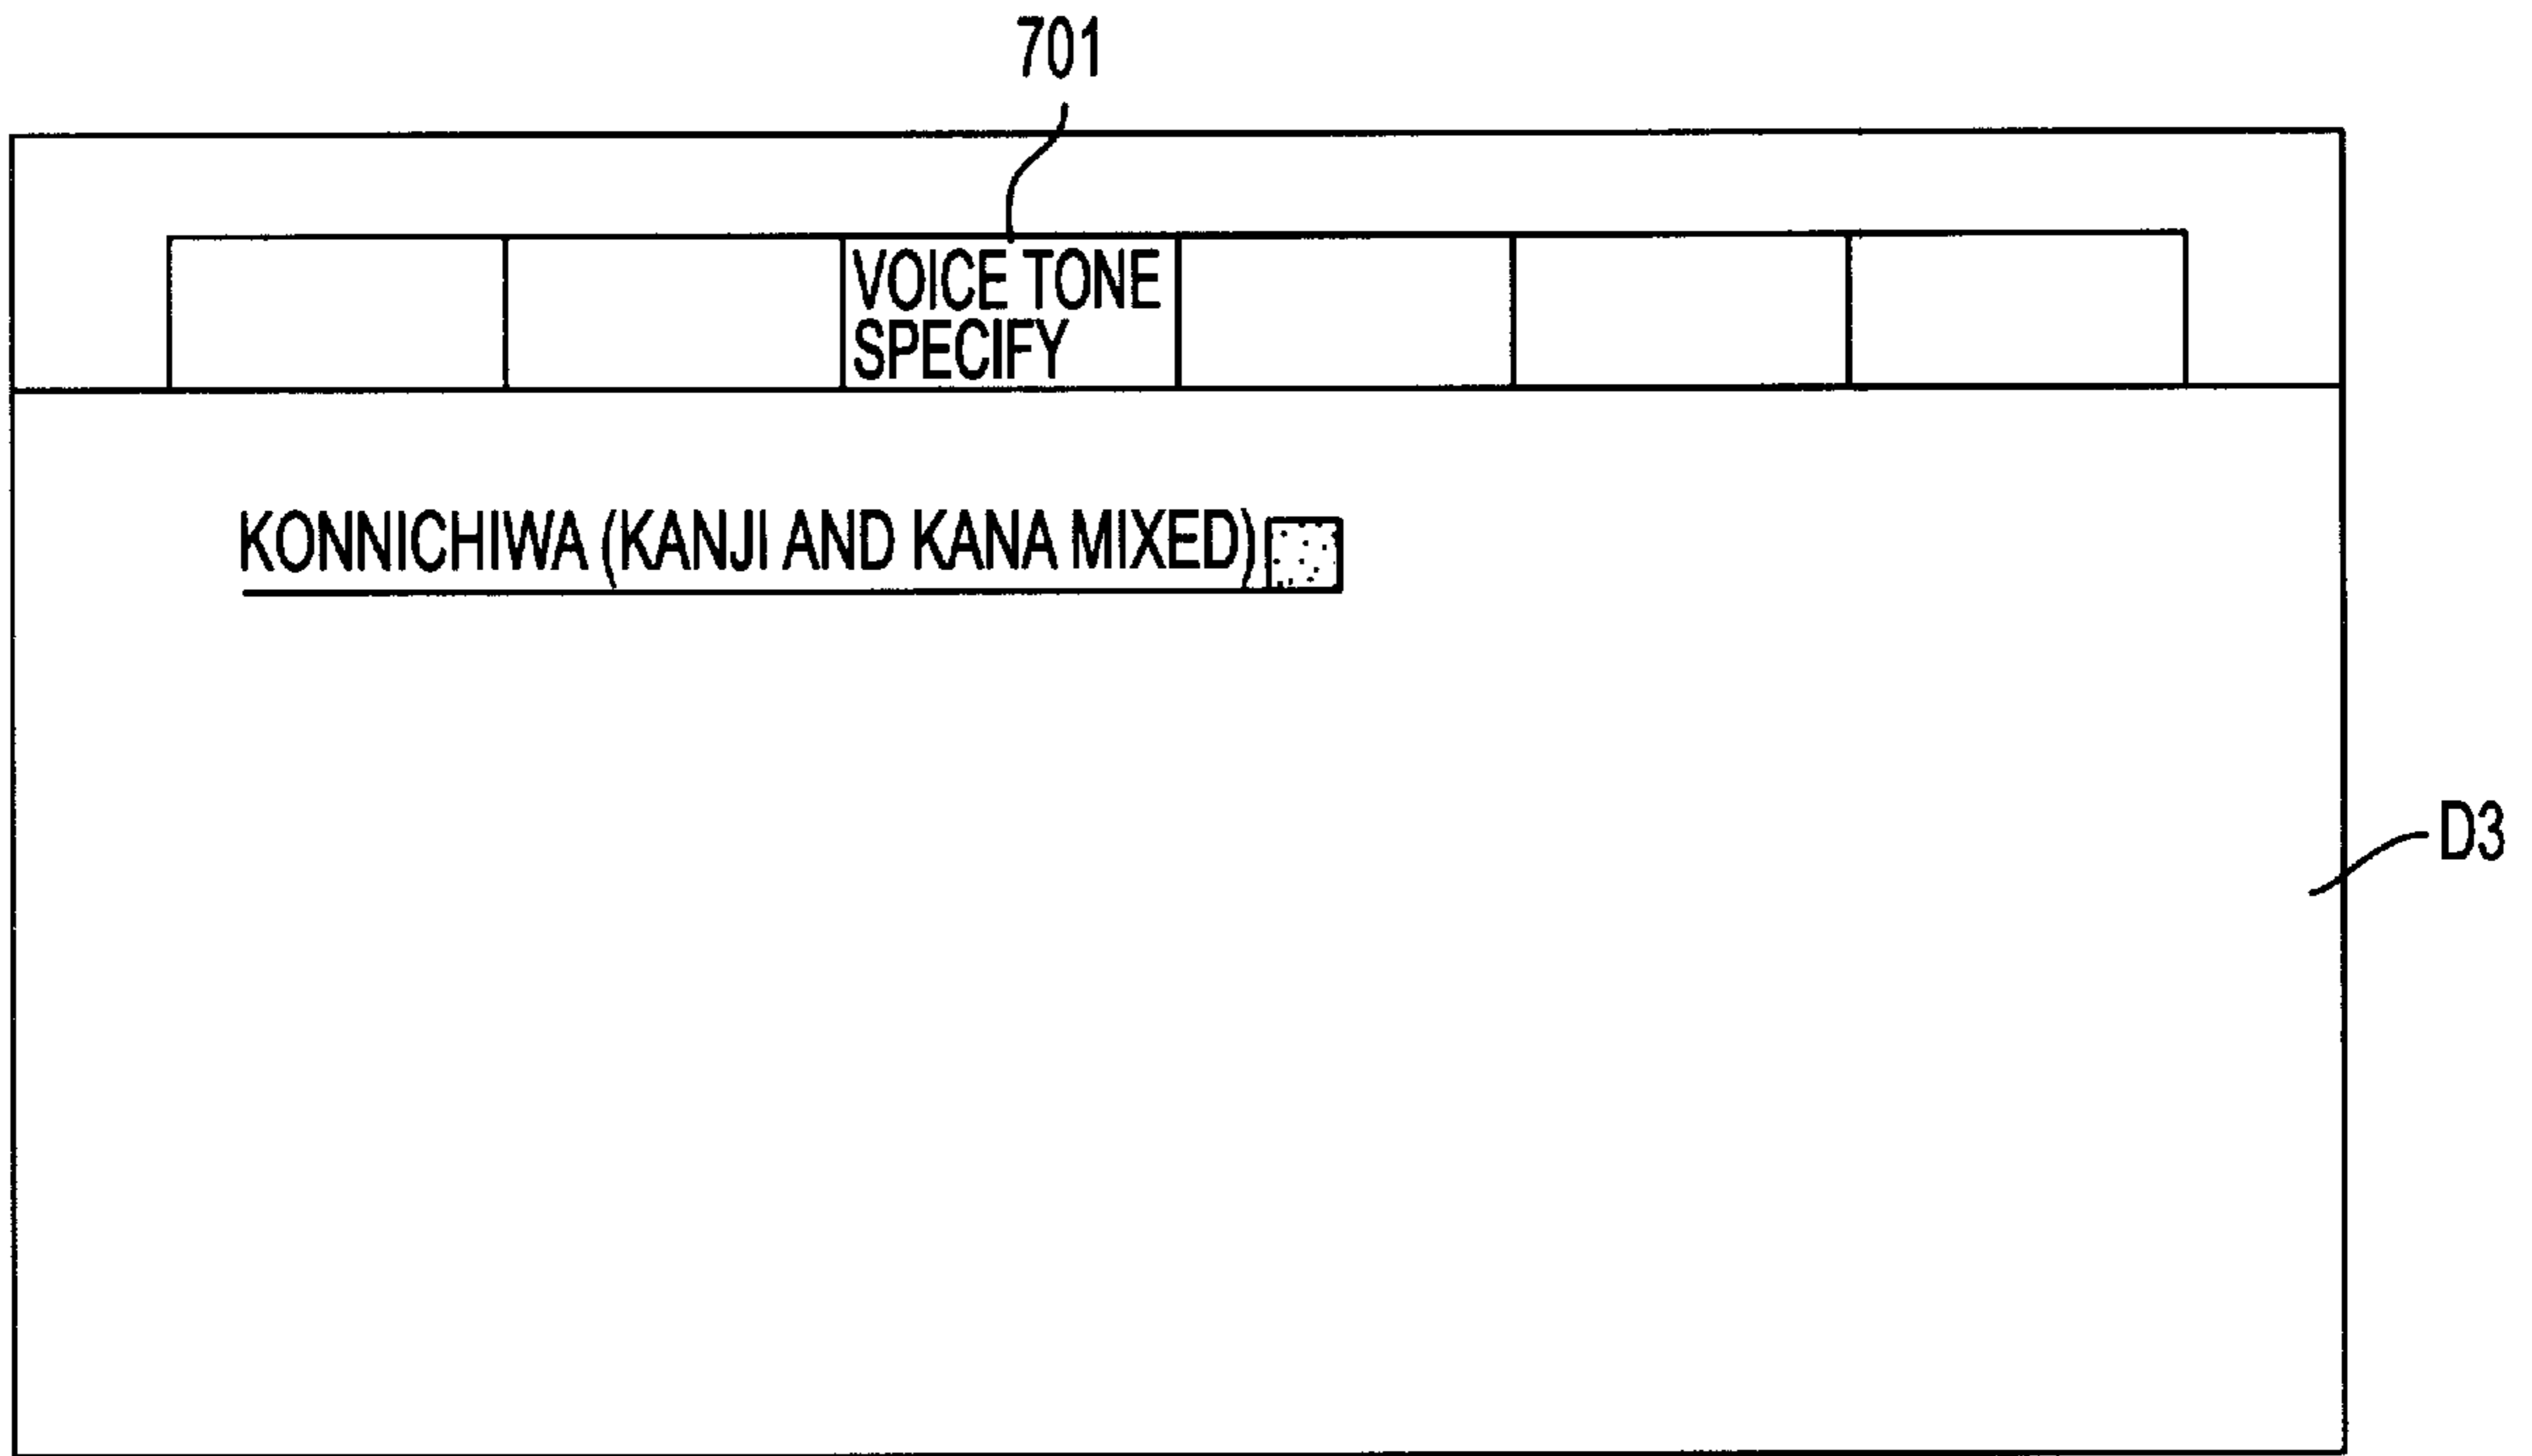 701
VOICE TONE
SPECIFY
KONNICHIWA (KANJI AND KANA MIXED)
D3